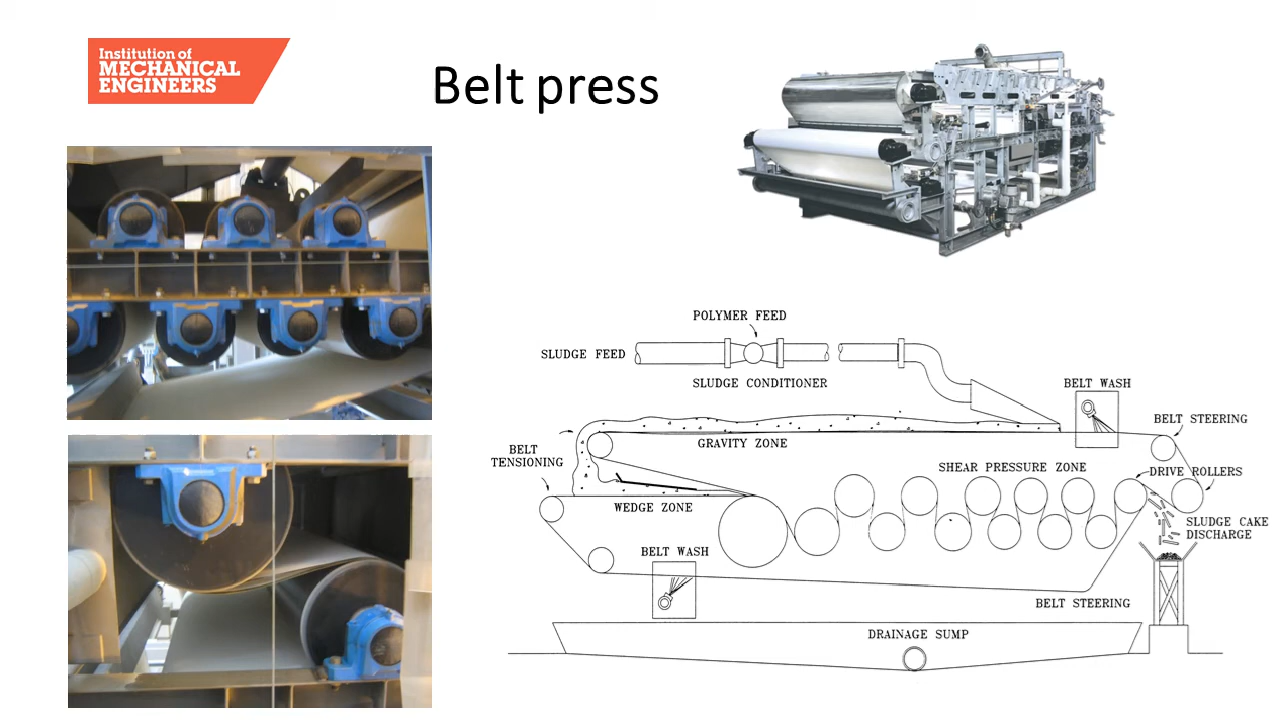 Institution of
MECHANICAL
ENGINEERS
Belt press
POLYMER FEED
SLUDGE FEED
SLUDGE CONDITIONER
BELT WASH
BELT STEERING
GRAVITY ZONE
BELT
TENSIONING
SHEAR PRESSURE ZONE
DRIVE ROLLERS
WEDGE ZONE
SLUDGE CAKE
DISCHARGE
BELT WASH
BELT STEERING
DRAINAGE SUMP